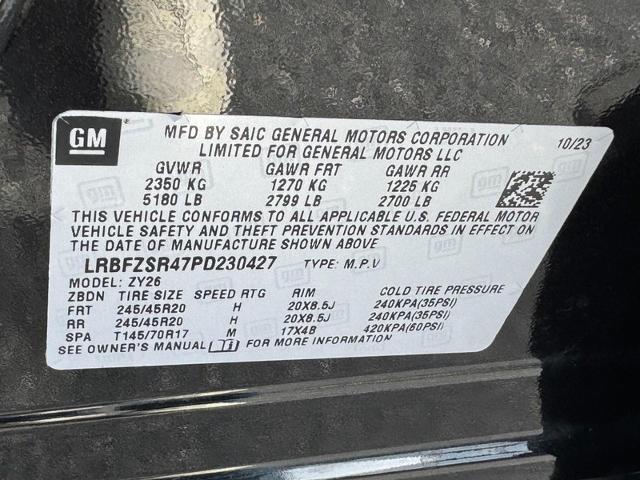 GM
MFD BY SAIC GENERAL MOTORS CORPORATION 10/23
LIMITED FOR GENERAL MOTORS LLC
GVWR GAWR FRT GAWR RR
2350 KG 1270 KG 1225 KG
5180 LB 2799 LB 2700 LB
THIS VEHICLE CONFORMS TO ALL APPLICABLE U.S. FEDERAL MOTOR
VEHICLE SAFETY AND THEFT PREVENTION STANDARDS IN EFFECT ON
THE DATE OF MANUFACTURE SHOWN ABOVE
LRBFZSR47PD230427 TYPE: M.P.V
MODEL: ZY26
ZBDN TIRE SIZE SPEED RTG RIM COLD TIRE PRESSURE
FRT 245/45R20 H 20X8.5J 240KPA(35PSI)
RR 245/45R20 H 20X8.5J 240KPA(35PSI)
SPA T145/70R17 M 17X4B 420KPA(60PSI)
SEE OWNER'S MANUAL FOR MORE INFORMATION